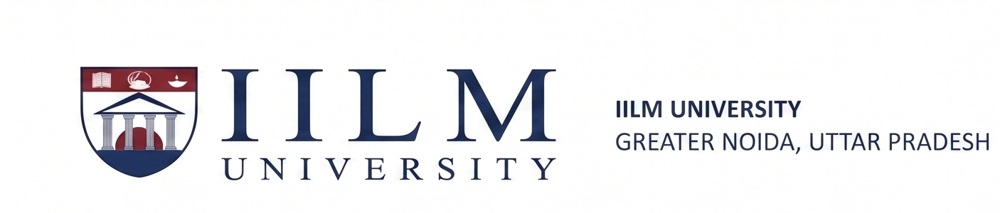 IILM
UNIVERSITY
IILM UNIVERSITY
GREATER NOIDA, UTTAR PRADESH